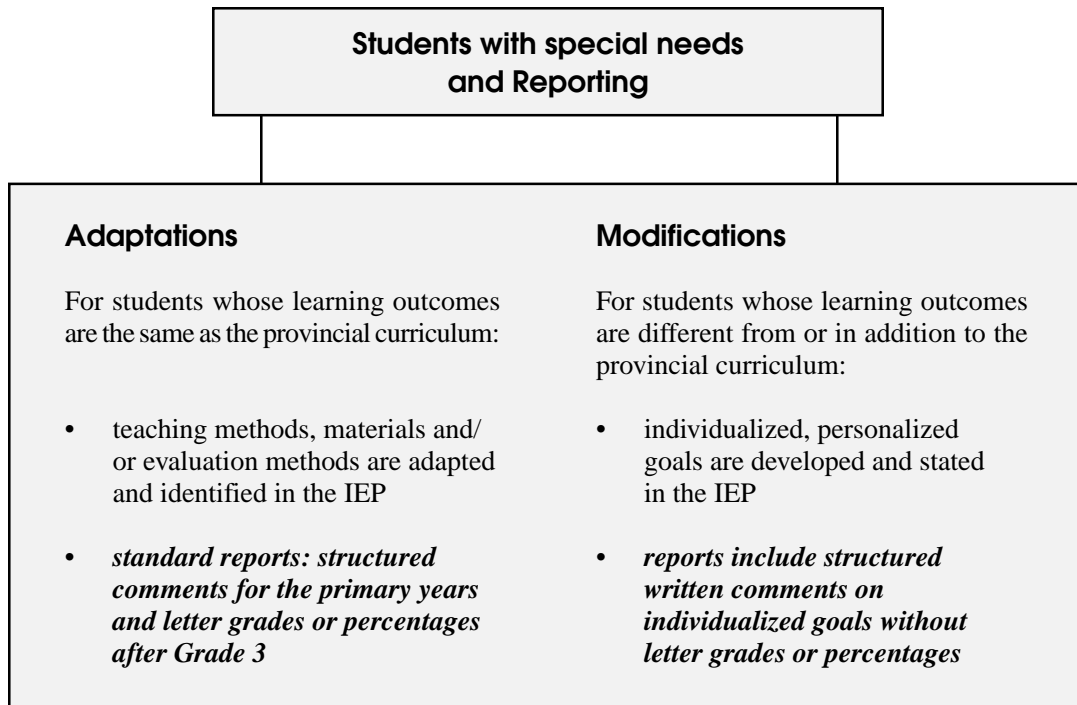 Students with special needs
and Reporting
Adaptations
For students whose learning outcomes
are the same as the provincial curriculum:
• teaching methods, materials and/
or evaluation methods are adapted
and identified in the IEP
• standard reports: structured
comments for the primary years
and letter grades or percentages
after Grade 3
Modifications
For students whose learning outcomes
are different from or in addition to the
provincial curriculum:
• individualized, personalized
goals are developed and stated
in the IEP
• reports include structured
written comments on
individualized goals without
letter grades or percentages